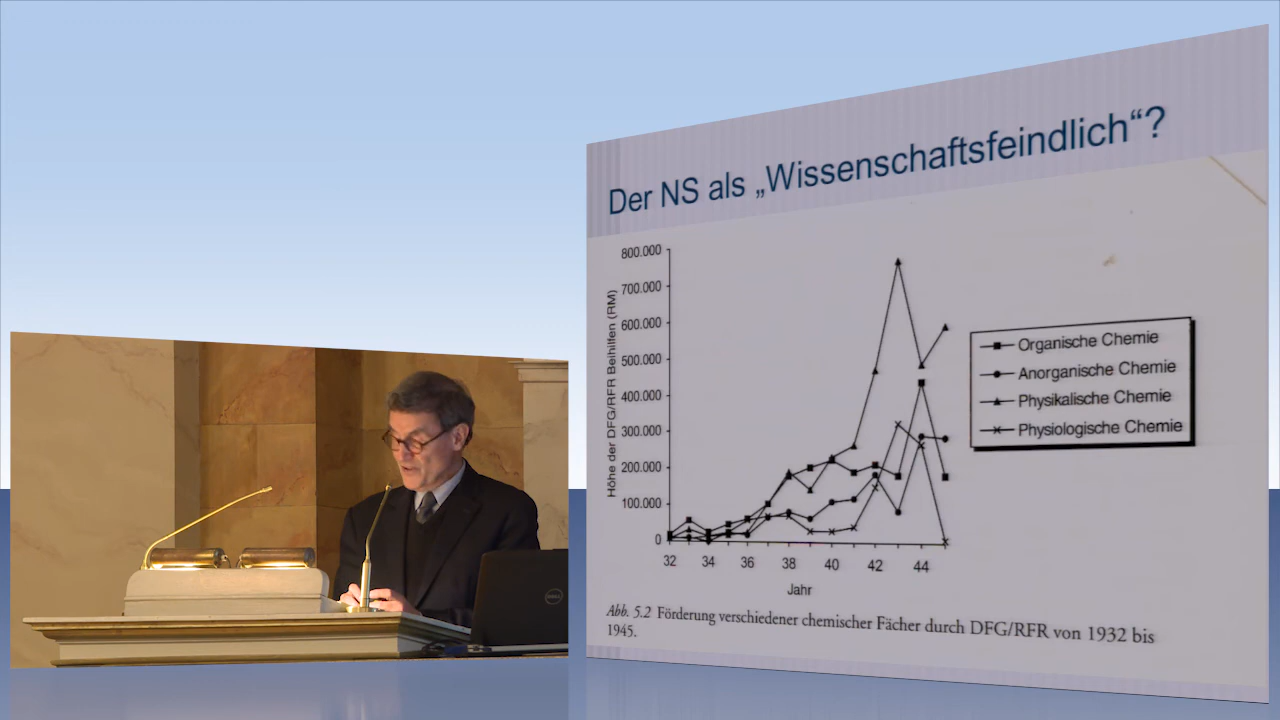 Der NS als „Wissenschaftsfeindlich“?
800.000
700.000
600.000
500.000
400.000
300.000
200.000
100.000
0
Höhe der DFG/RFR Beihilfen (RM)
32 34 36 38 40 42 44
Jahr
Organische Chemie
Anorganische Chemie
Physikalische Chemie
Physiologische Chemie
Abb. 5.2 Förderung verschiedener chemischer Fächer durch DFG/RFR von 1932 bis
1945.
DELL